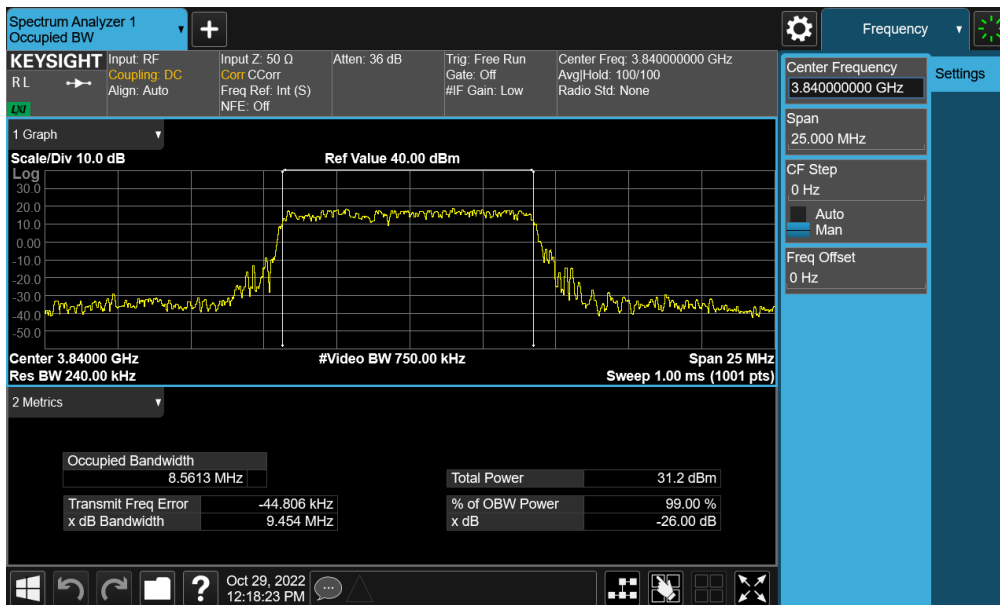 Spectrum Analyzer 1
Occupied BW
Frequency
KEYSIGHT
R L
LXI
Input: RF
Coupling: DC
Align: Auto
Input Z: 50 Ω
Corr CCorr
Freq Ref: Int (S)
NFE: Off
Atten: 36 dB
Trig: Free Run
Gate: Off
#IF Gain: Low
Center Freq: 3.840000000 GHz
Avg|Hold: 100/100
Radio Std: None
Center Frequency
3.840000000 GHz
Settings
Span
25.000 MHz
CF Step
0 Hz
Auto
Man
Freq Offset
0 Hz
1 Graph
Scale/Div 10.0 dB
Ref Value 40.00 dBm
Log
30.0
20.0
10.0
0.00
-10.0
-20.0
-30.0
-40.0
-50.0
Center 3.84000 GHz
#Video BW 750.00 kHz
Span 25 MHz
Res BW 240.00 kHz
Sweep 1.00 ms (1001 pts)
2 Metrics
Occupied Bandwidth
8.5613 MHz
Total Power 31.2 dBm
Transmit Freq Error -44.806 kHz
% of OBW Power 99.00 %
x dB Bandwidth 9.454 MHz
x dB -26.00 dB
Oct 29, 2022
12:18:23 PM